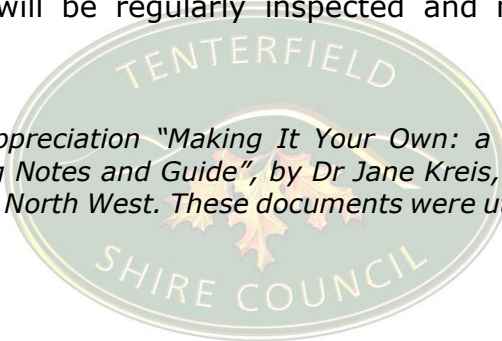 will be regularly inspected and
TENTERFIELD
ppreciation "Making It Your Own: a
Notes and Guide", by Dr Jane Kreis,
North West. These documents were
SHIRE COUNCIL